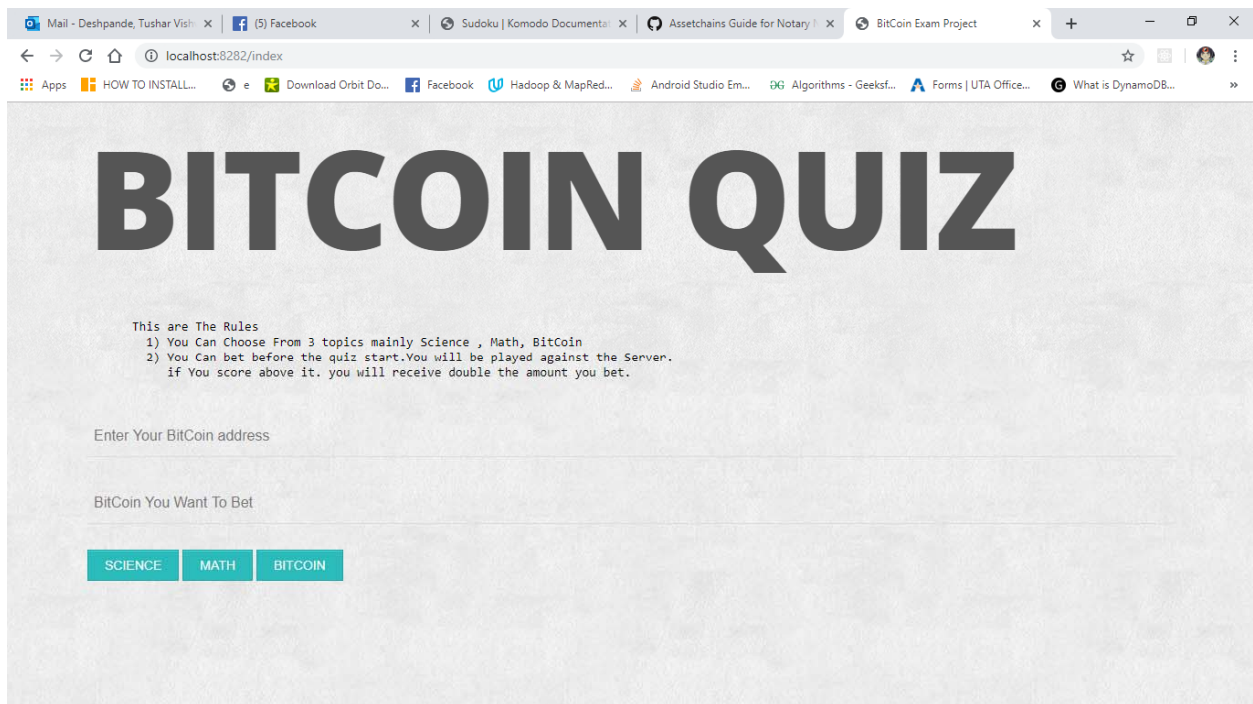 Mail - Deshpande, Tushar Vish
(5) Facebook
Sudoku | Komodo Documentat
Assetchains Guide for Notary N
BitCoin Exam Project
localhost:8282/index
Apps
HOW TO INSTALL...
e
Download Orbit Do...
Facebook
Hadoop & MapRed...
Android Studio Em...
Algorithms - Geeksf...
Forms | UTA Office...
What is DynamoDB...
BITCOIN QUIZ
This are The Rules
1) You Can Choose From 3 topics mainly Science , Math, BitCoin
2) You Can bet before the quiz start.You will be played against the Server.
if You score above it. you will receive double the amount you bet.
Enter Your BitCoin address
BitCoin You Want To Bet
SCIENCE MATH BITCOIN